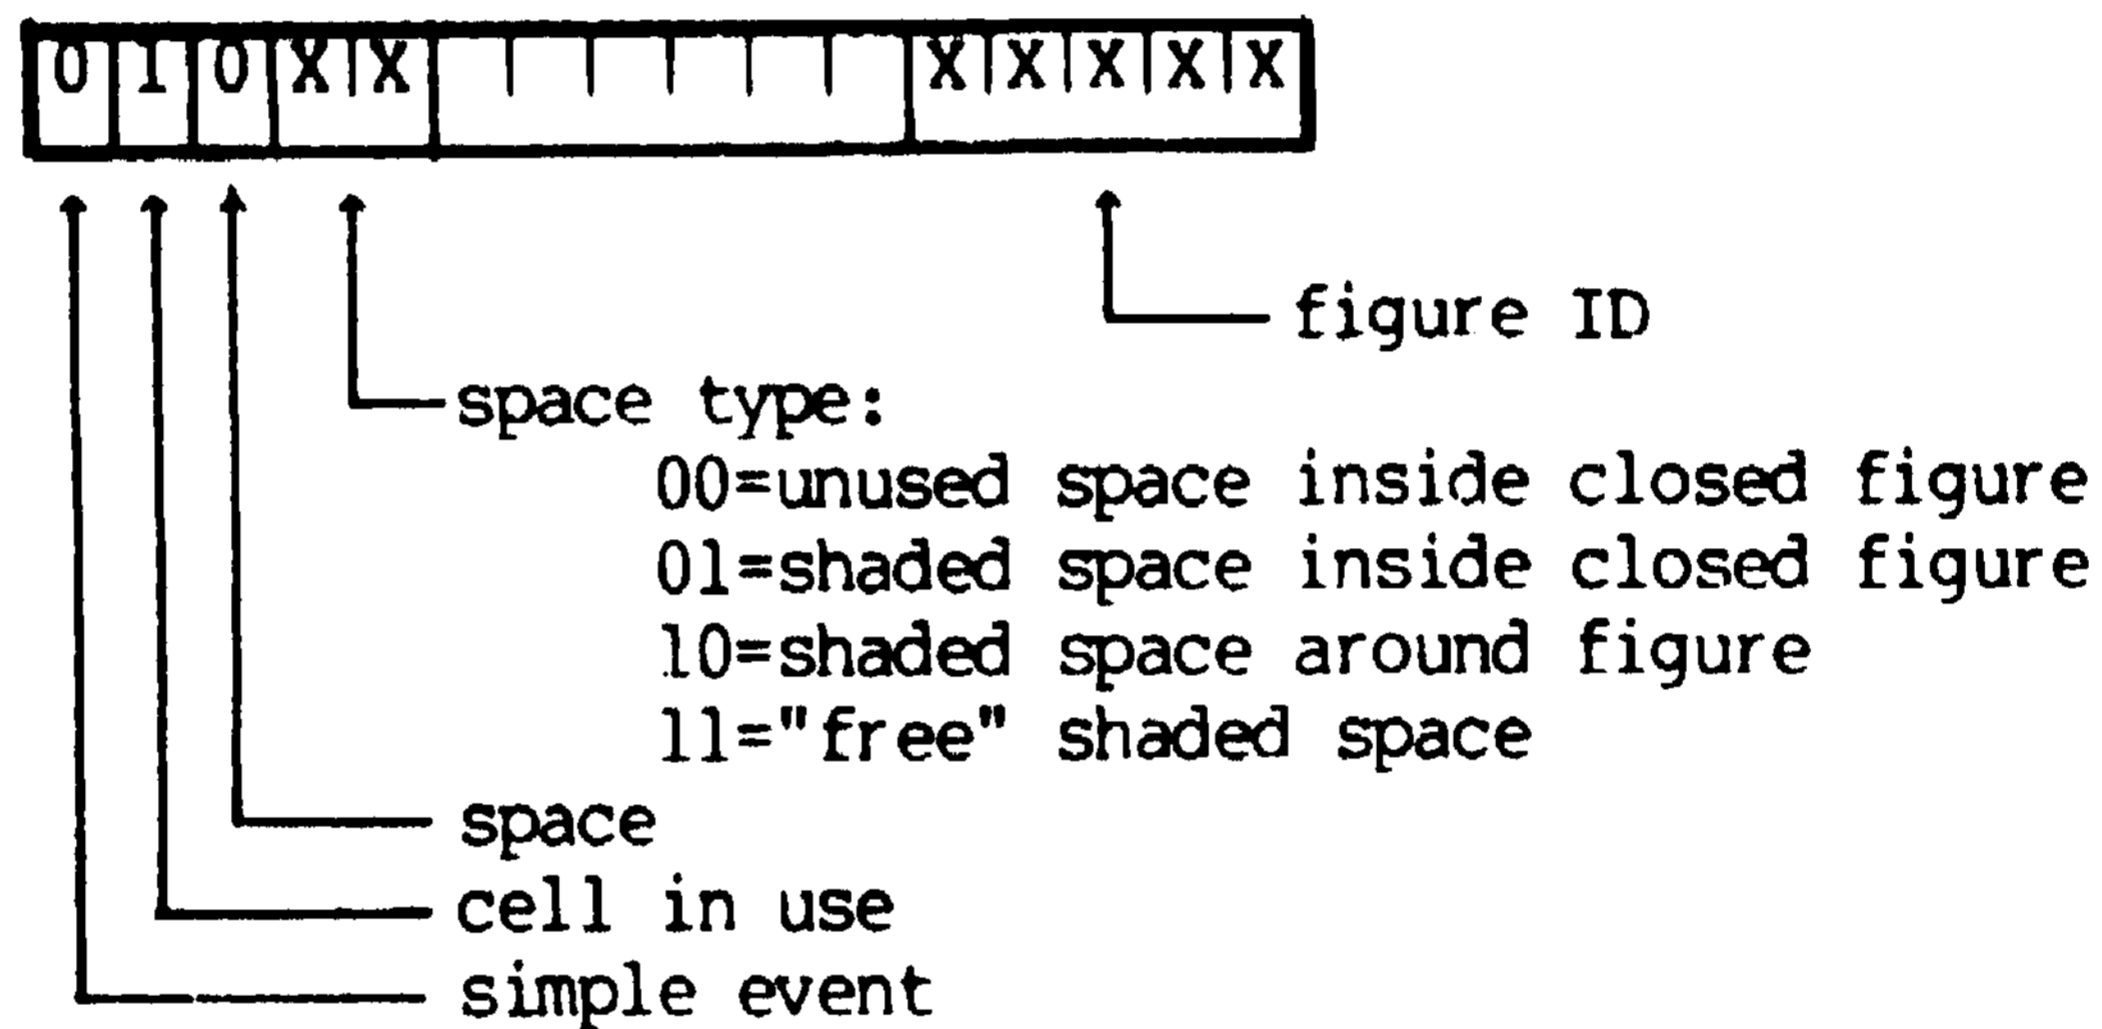 0 1 0 X X X X X X X
figure ID
space type:
00=unused space inside closed figure
01=shaded space inside closed figure
10=shaded space around figure
11="free" shaded space
space
cell in use
simple event